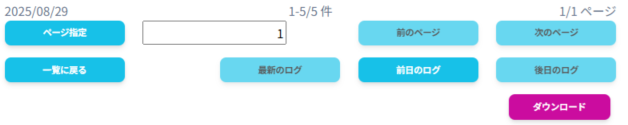 2025/08/29 1-5/5 件 1/1 ページ
ページ指定 1 前のページ 次のページ
一覧に戻る 最新のログ 前日のログ 後日のログ
ダウンロード